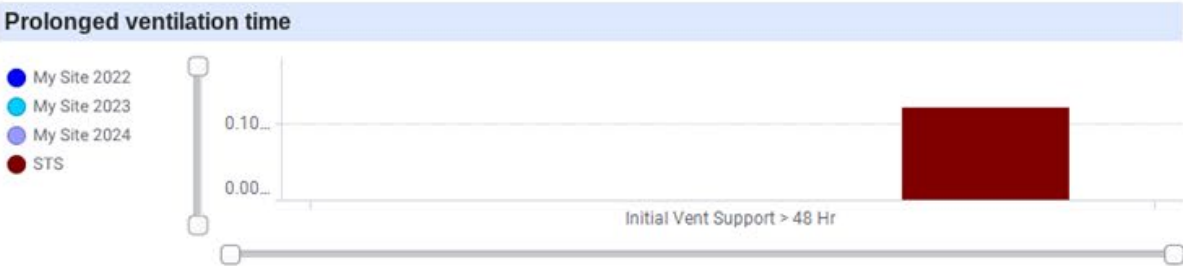 Prolonged ventilation time
My Site 2022
My Site 2023
My Site 2024
STS
0.10...
0.00...
Initial Vent Support > 48 Hr